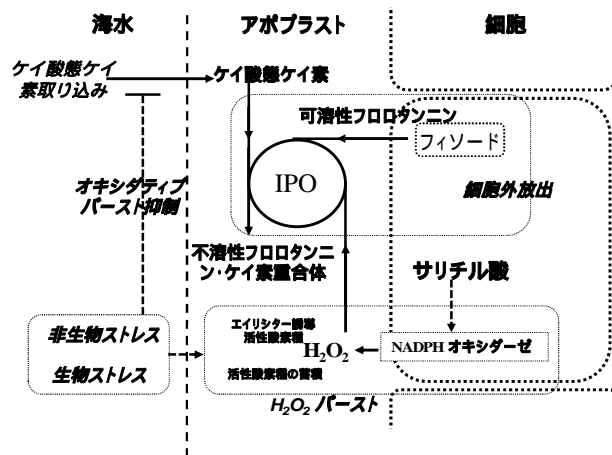 海水
アポプラスト
細胞
ケイ酸態ケイ
素取り込み
ケイ酸態ケイ素
可溶性フロロタンニン
フィソード
IPO
細胞外放出
オキシダティブ
バースト抑制
不溶性フロロタンニ
ン・ケイ素重合体
サリチル酸
非生物ストレス
生物ストレス
エイリシター誘導
活性酸素種
H₂O₂
NADPH オキシダーゼ
活性酸素種の蓄積
H₂O₂ バースト